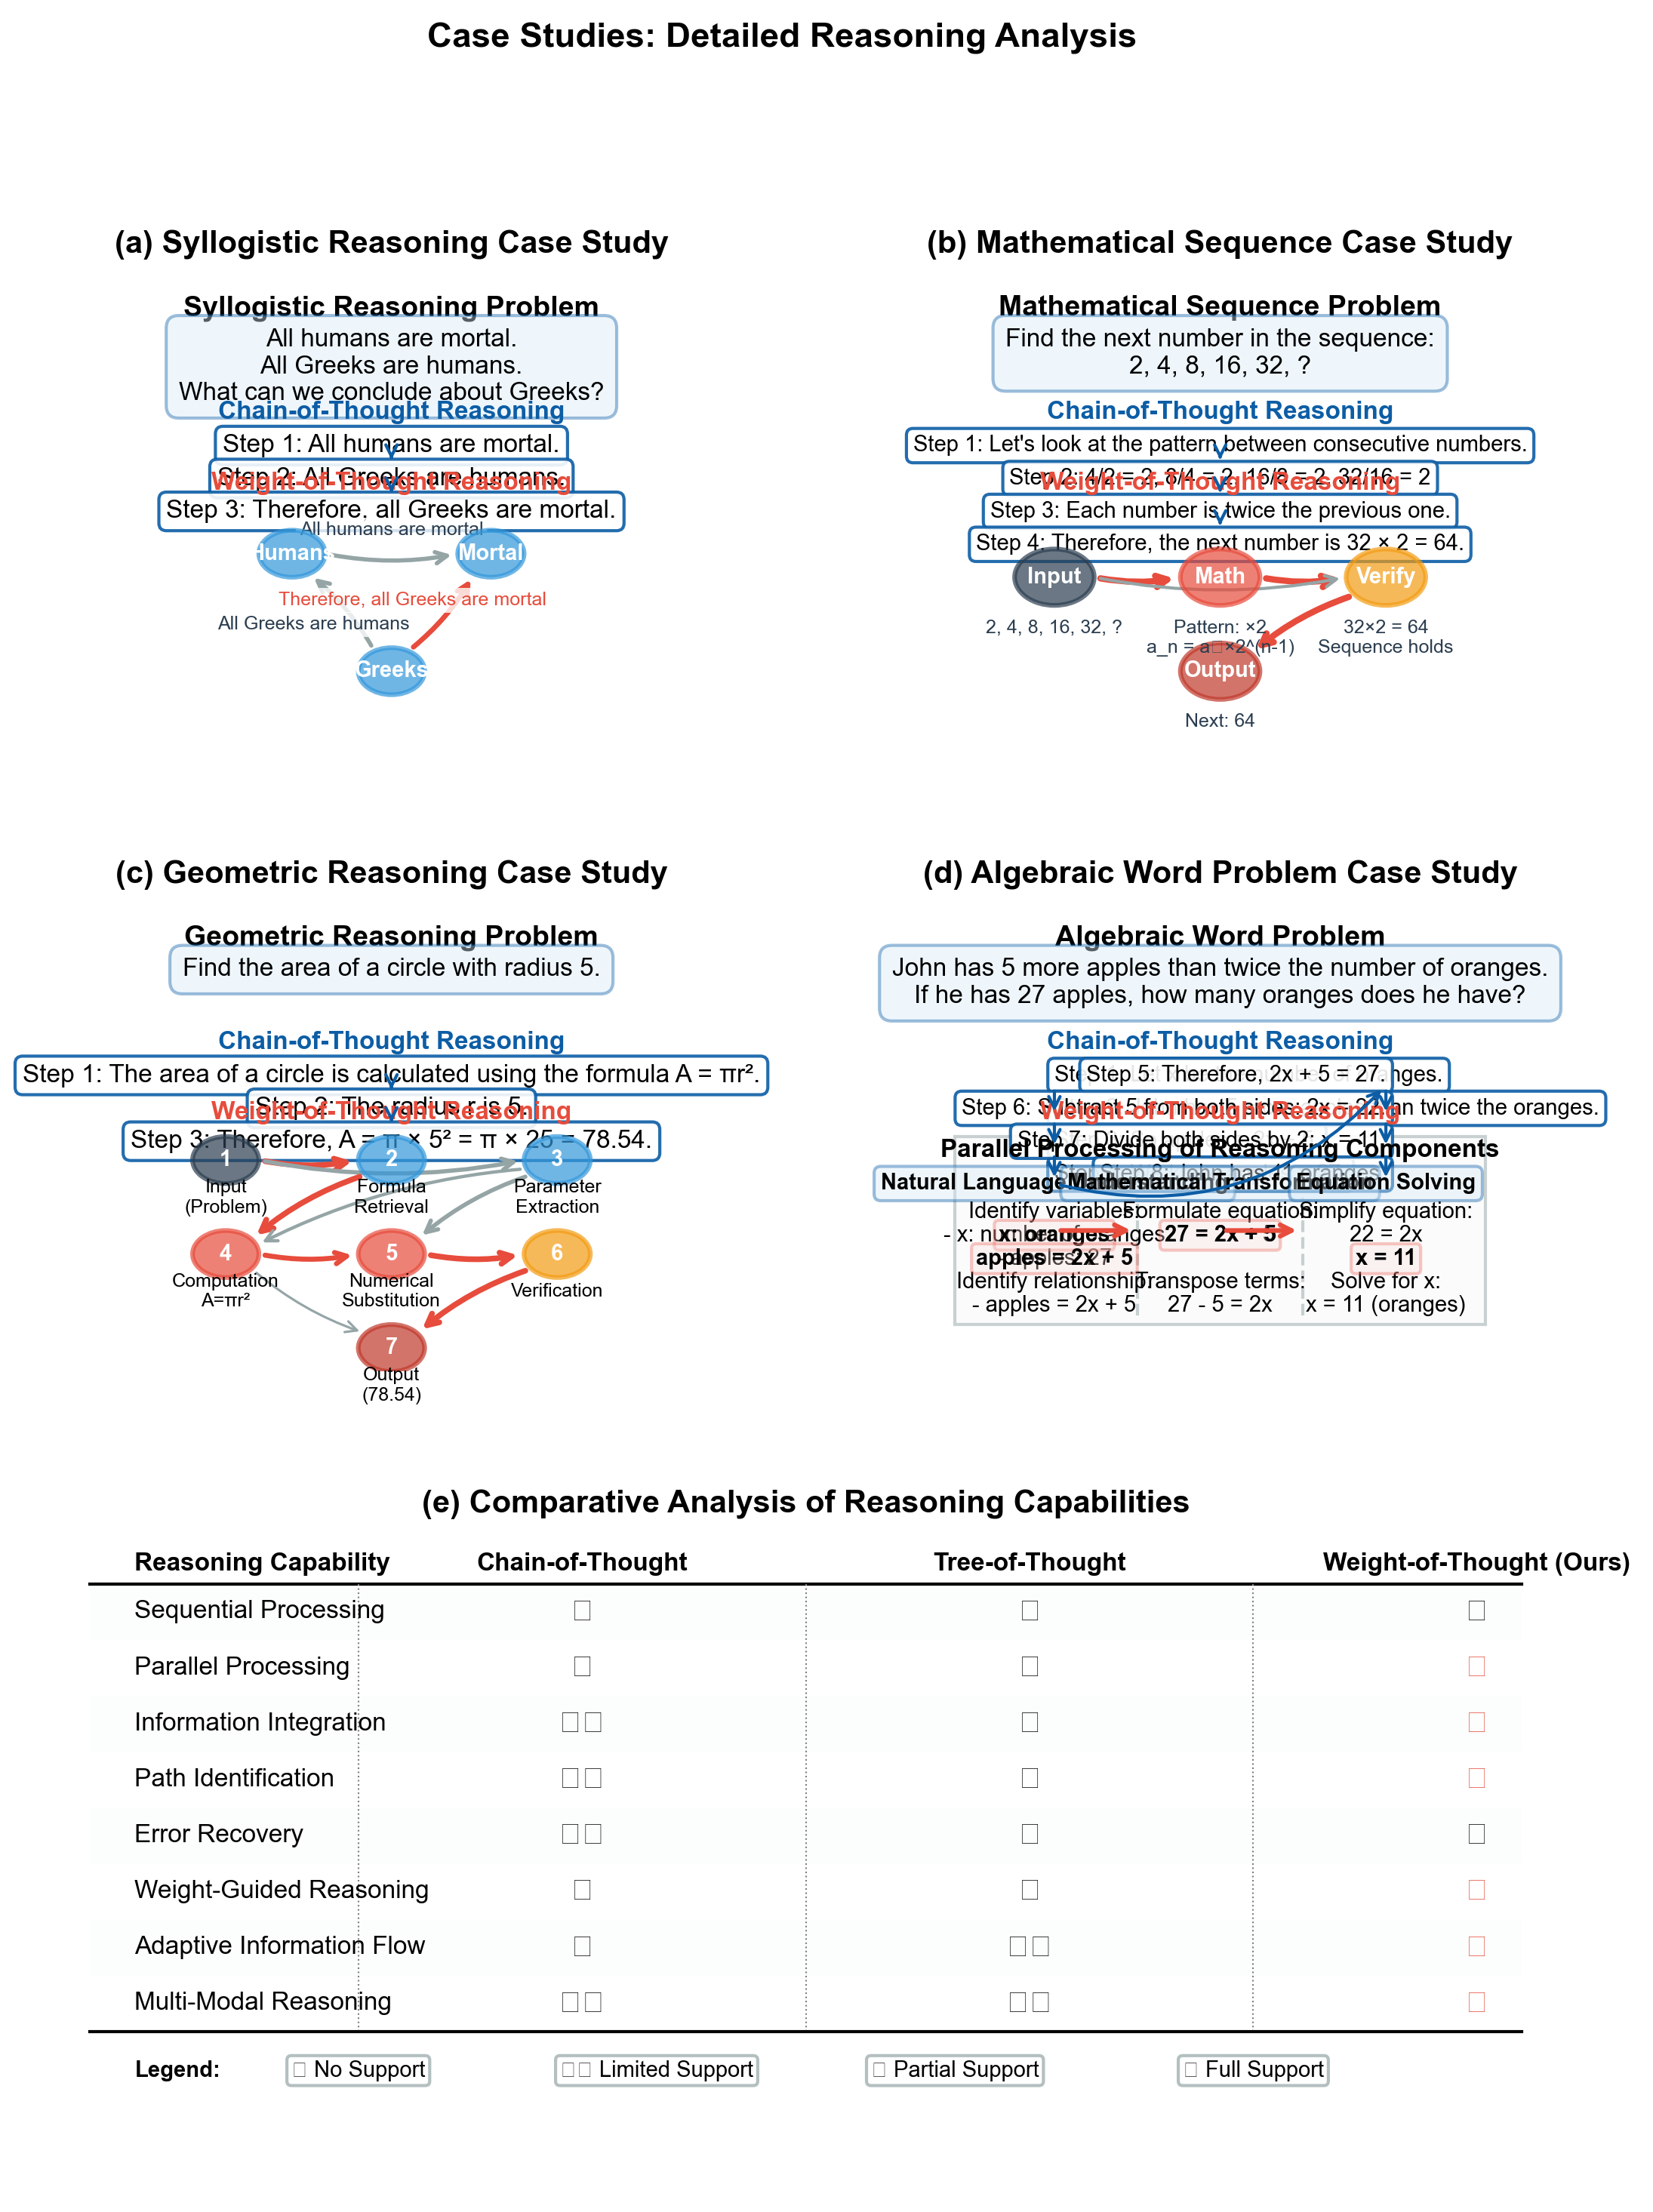 Case Studies: Detailed Reasoning Analysis
(a) Syllogistic Reasoning Case Study
Syllogistic Reasoning Problem
All humans are mortal.
All Greeks are humans.
What can we conclude about Greeks?
Chain-of-Thought Reasoning
Step 1: All humans are mortal.
Step 2: All Greeks are humans.
Weight-of-Thought Reasoning
Step 3: Therefore, all Greeks are mortal.
All humans are mortal
Humans
Mortal
Therefore, all Greeks are mortal
All Greeks are humans
Greeks
(b) Mathematical Sequence Case Study
Mathematical Sequence Problem
Find the next number in the sequence:
2, 4, 8, 16, 32, ?
Chain-of-Thought Reasoning
Step 1: Let's look at the pattern between consecutive numbers.
Step 2: 4/2 = 2, 8/4 = 2, 16/8 = 2, 32/16 = 2
Weight-of-Thought Reasoning
Step 3: Each number is twice the previous one.
Step 4: Therefore, the next number is 32 × 2 = 64.
Input
Math
Verify
2, 4, 8, 16, 32, ?
Pattern: ×2
a_n = a□×2^(n-1)
32×2 = 64
Sequence holds
Output
Next: 64
(c) Geometric Reasoning Case Study
Geometric Reasoning Problem
Find the area of a circle with radius 5.
Chain-of-Thought Reasoning
Step 1: The area of a circle is calculated using the formula A = πr².
Step 2: The radius r is 5.
Weight-of-Thought Reasoning
Step 3: Therefore, A = π × 5² = π × 25 = 78.54.
1
2
3
Input
(Problem)
Formula
Retrieval
Parameter
Extraction
4
5
6
Computation
A=πr²
Numerical
Substitution
Verification
7
Output
(78.54)
(d) Algebraic Word Problem Case Study
Algebraic Word Problem
John has 5 more apples than twice the number of oranges.
If he has 27 apples, how many oranges does he have?
Chain-of-Thought Reasoning
Step 5: Therefore, 2x + 5 = 27.
Step 6: Subtract 5 from both sides: 2x = 22
an twice the oranges.
Weight-of-Thought Reasoning
Step 7: Divide both sides by 2: x = 11
Step 8: John has 11 oranges
Parallel Processing of Reasoning Components
Natural Language
Mathematical Transformation
Equation Solving
Identify variables:
- x: number of oranges
x: oranges
- apples: 27
apples = 2x + 5
Identify relationship:
- apples = 2x + 5
Formulate equation:
27 = 2x + 5
Transpose terms:
27 - 5 = 2x
Simplify equation:
22 = 2x
x = 11
Solve for x:
x = 11 (oranges)
(e) Comparative Analysis of Reasoning Capabilities
Reasoning Capability Chain-of-Thought Tree-of-Thought Weight-of-Thought (Ours)
Sequential Processing □ □ □
Parallel Processing □ □ □
Information Integration □□ □ □
Path Identification □□ □ □
Error Recovery □□ □ □
Weight-Guided Reasoning □ □ □
Adaptive Information Flow □ □□ □
Multi-Modal Reasoning □□ □□ □
Legend: □ No Support □□ Limited Support □ Partial Support □ Full Support